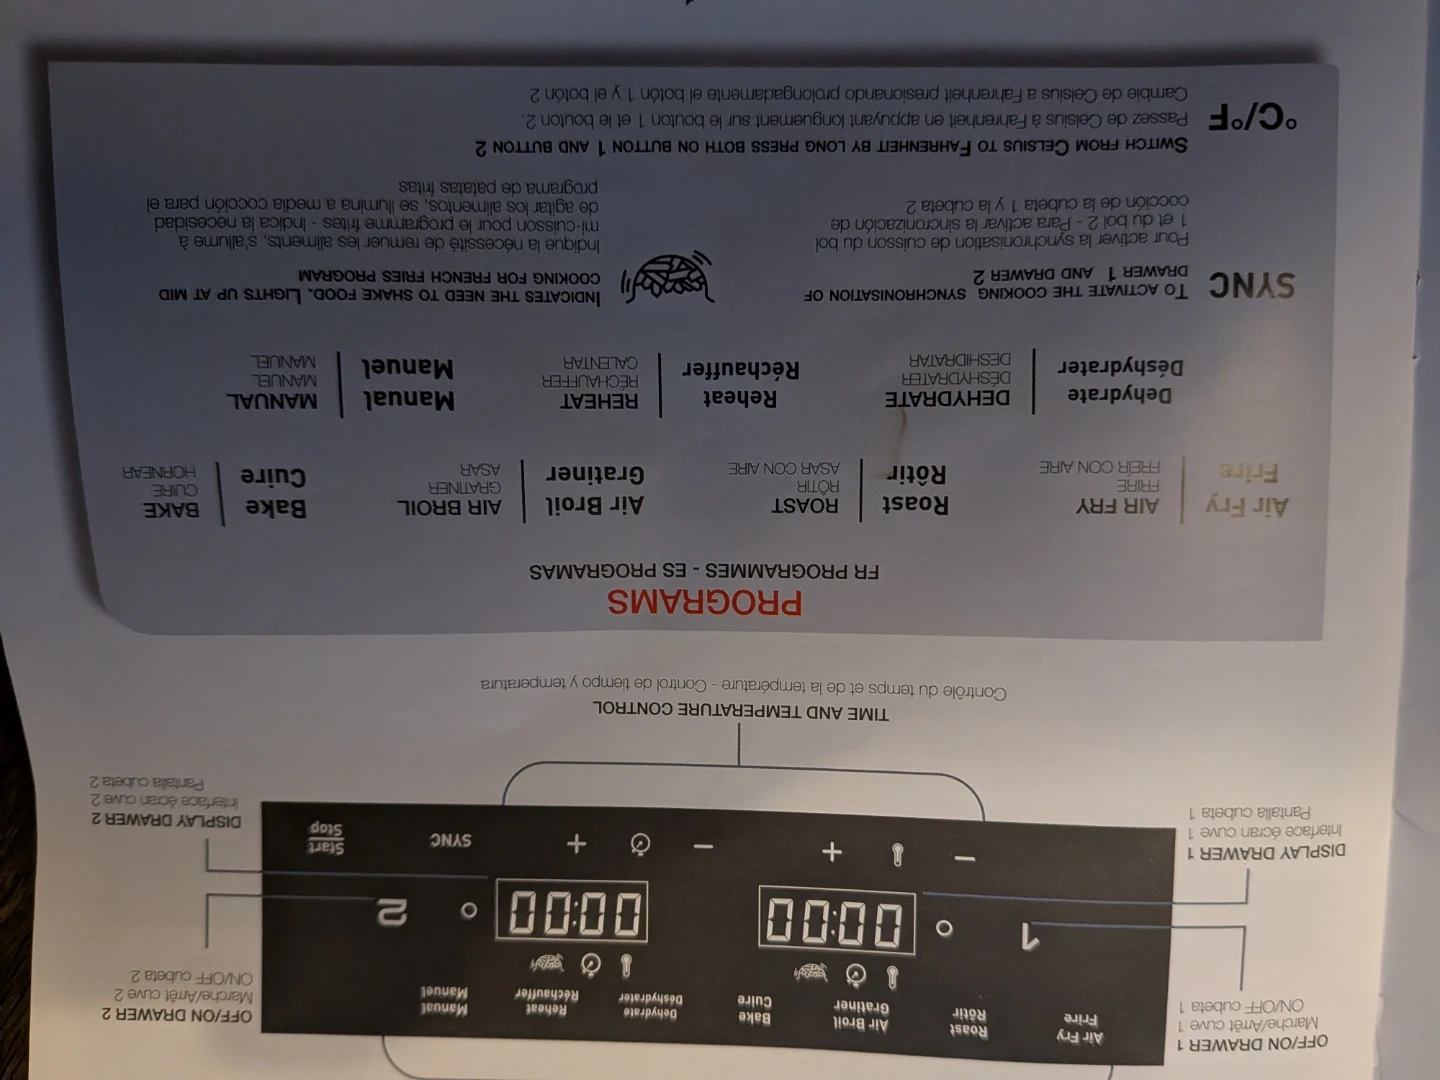 OFF/ON DRAWER 1
Marche/Arrêt cuve 1
ON/OFF cubeta 1
DISPLAY DRAWER 1
Interface écran cuve 1
Pantalla cubeta 1
Air Fry
Frire
Roast
Rôtir
Air Broil
Gratiner
Bake
Cuire
Dehydrate
Déshydrater
Reheat
Réchauffer
Manual
Manuel
1
00:00
00:00
2
− + − +
SYNC
Start
Stop
OFF/ON DRAWER 2
Marche/Arrêt cuve 2
ON/OFF cubeta 2
DISPLAY DRAWER 2
Interface écran cuve 2
Pantalla cubeta 2
TIME AND TEMPERATURE CONTROL
Contrôle du temps et de la température - Control de tiempo y temperatura
PROGRAMS
FR PROGRAMMES - ES PROGRAMAS
Air Fry
Frire
AIR FRY
FRIRE
FREÍR CON AIRE
Roast
Rôtir
ROAST
RÔTIR
ASAR CON AIRE
Air Broil
Gratiner
AIR BROIL
GRATINER
ASAR
Bake
Cuire
BAKE
CUIRE
HORNEAR
Dehydrate
Déshydrater
DEHYDRATE
DÉSHYDRATER
DESHIDRATAR
Reheat
Réchauffer
REHEAT
RÉCHAUFFER
CALENTAR
Manual
Manuel
MANUAL
MANUEL
MANUEL
SYNC
TO ACTIVATE THE COOKING SYNCHRONISATION OF
DRAWER 1 AND DRAWER 2
Pour activer la synchronisation de cuisson du bol
1 et du bol 2 - Para activar la sincronización de
cocción de la cubeta 1 y la cubeta 2
INDICATES THE NEED TO SHAKE FOOD. LIGHTS UP AT MID
COOKING FOR FRENCH FRIES PROGRAM
Indique la nécessité de remuer les aliments, s'allume à
mi-cuisson pour le programme frites - Indica la necesidad
de agitar los alimentos, se ilumina a media cocción para el
programa de patatas fritas
°C/°F
SWITCH FROM CELSIUS TO FAHRENHEIT BY LONG PRESS BOTH ON BUTTON 1 AND BUTTON 2
Passez de Celsius à Fahrenheit en appuyant longuement sur le bouton 1 et le bouton 2.
Cambie de Celsius a Fahrenheit presionando prolongadamente el botón 1 y el botón 2